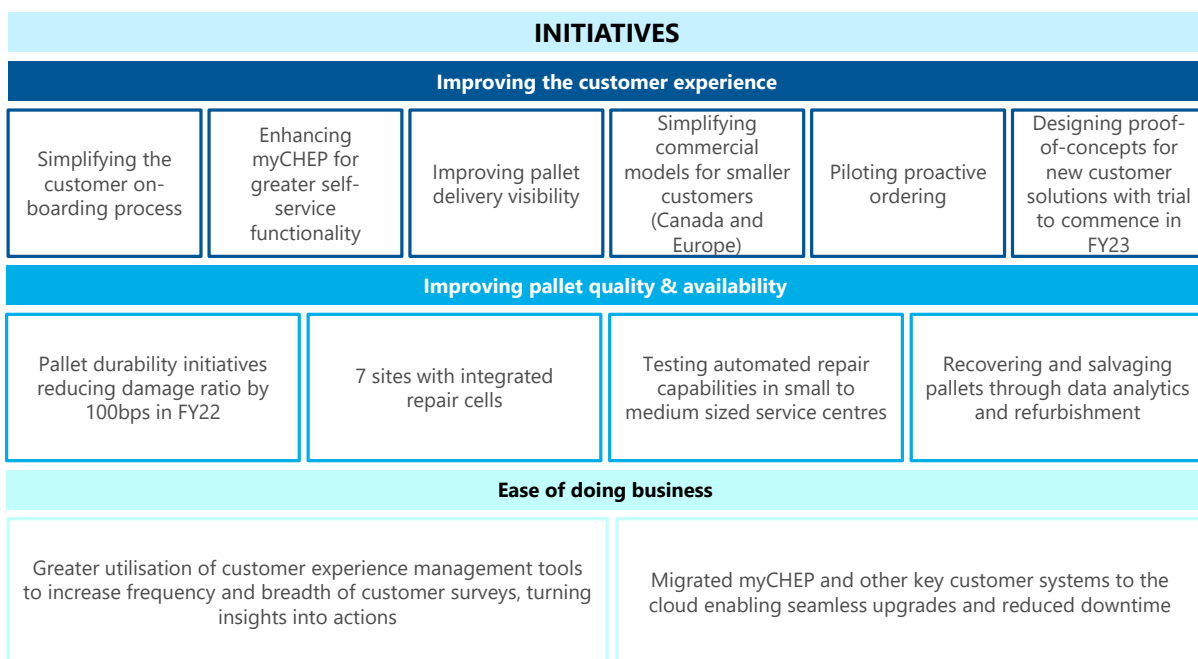 INITIATIVES
Improving the customer experience
Simplifying the
customer on-
boarding process
Enhancing
myCHEP for
greater self-
service
functionality
Improving pallet
delivery visibility
Simplifying
commercial
models for smaller
customers
(Canada and
Europe)
Piloting proactive
ordering
Designing proof-
of-concepts for
new customer
solutions with trial
to commence in
FY23
Improving pallet quality & availability
Pallet durability initiatives
reducing damage ratio by
100bps in FY22
7 sites with integrated
repair cells
Testing automated repair
capabilities in small to
medium sized service centres
Recovering and salvaging
pallets through data analytics
and refurbishment
Ease of doing business
Greater utilisation of customer experience management tools
to increase frequency and breadth of customer surveys, turning
insights into actions
Migrated myCHEP and other key customer systems to the
cloud enabling seamless upgrades and reduced downtime